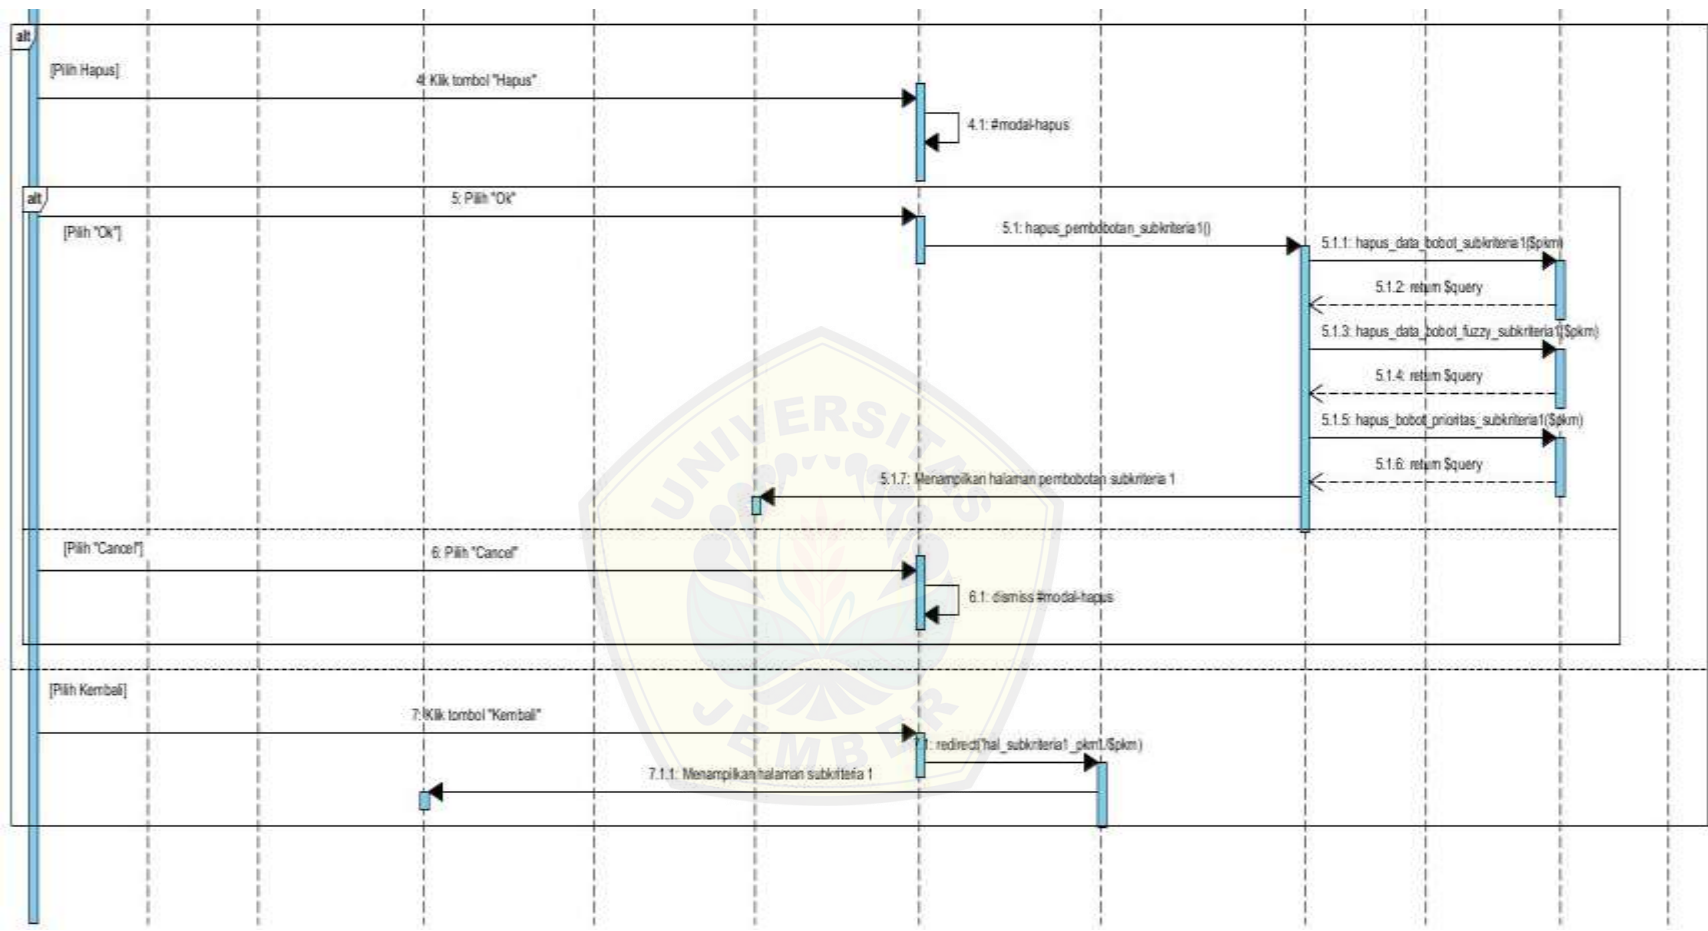 alt
[Pilih Hapus]
4: Klik tombol "Hapus"
4.1: #modal-hapus
alt
5: Pilih "Ok"
[Pilih "Ok"]
5.1: hapus_pembobotan_subkriteria1()
5.1.1: hapus_data_bobot_subkriteria1($pkm)
5.1.2: return $query
5.1.3: hapus_data_bobot_fuzzy_subkriteria1($pkm)
5.1.4: return $query
5.1.5: hapus_bobot_prioritas_subkriteria1($pkm)
5.1.6: return $query
5.1.7: Menampilkan halaman pembobotan subkriteria 1
[Pilih "Cancel"]
6: Pilih "Cancel"
6.1: dismiss #modal-hapus
[Pilih Kembali]
7: Klik tombol "Kembali"
7.1: redirect('hal_subkriteria1_pkm1/$pkm)
7.1.1: Menampilkan halaman subkriteria 1
UNIVERSITAS
JEMBER